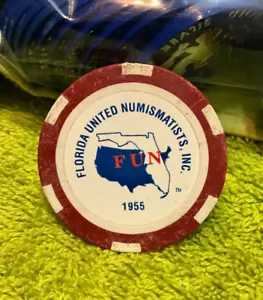 FLORIDA UNITED NUMISMATISTS, INC.
FUN
TM
1955